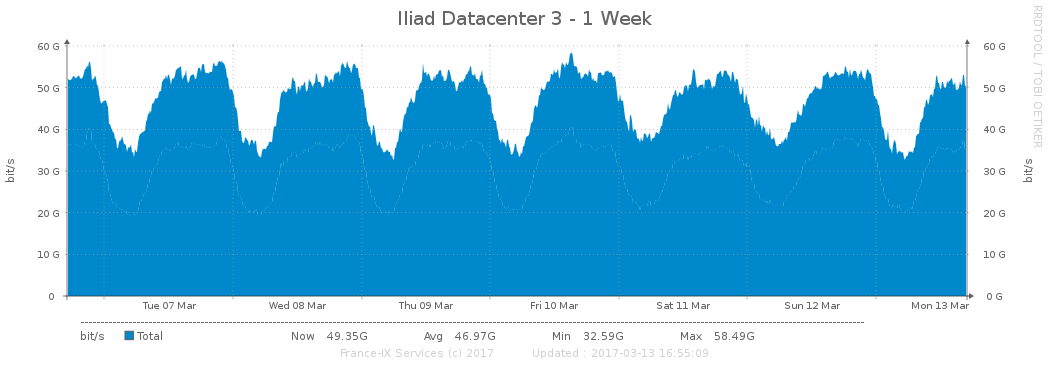 Iliad Datacenter 3 - 1 Week
RRDTOOL / TOBI OETIKER
60 G 60 G
50 G 50 G
40 G 40 G
30 G 30 G
20 G 20 G
10 G 10 G
0 0 G
bit/s
bit/s
Tue 07 Mar Wed 08 Mar Thu 09 Mar Fri 10 Mar Sat 11 Mar Sun 12 Mar Mon 13 Mar
bit/s Total Now 49.35G Avg 46.97G Min 32.59G Max 58.49G
France-IX Services (c) 2017 Updated : 2017-03-13 16:55:09